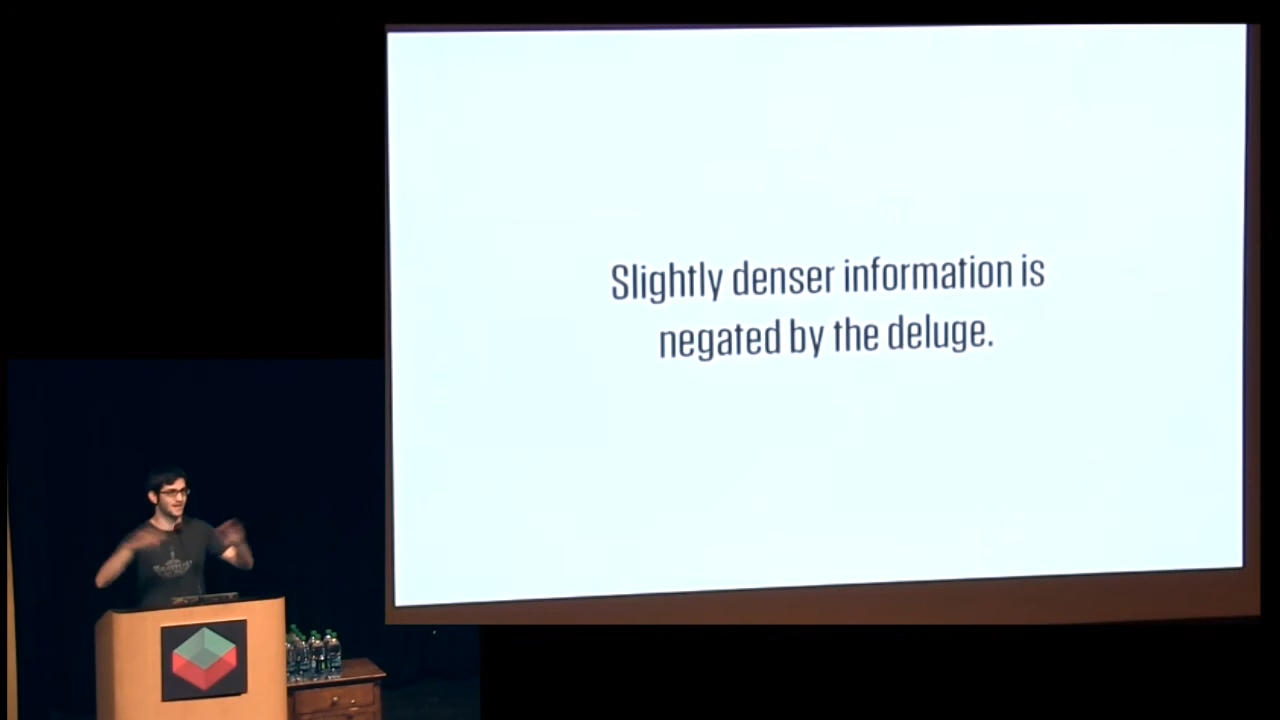 Slightly denser information is
negated by the deluge.